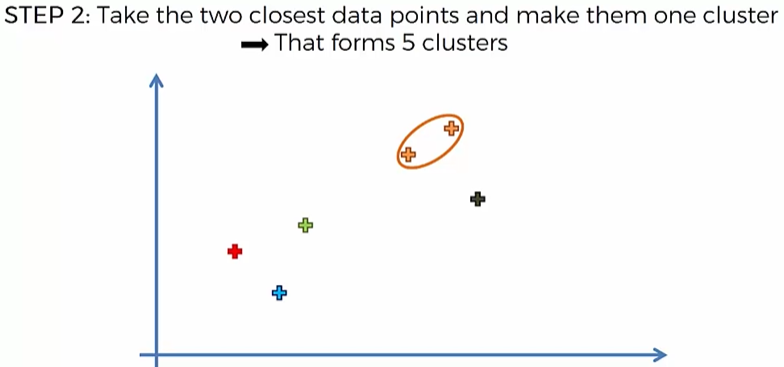 STEP 2: Take the two closest data points and make them one cluster
➡ That forms 5 clusters